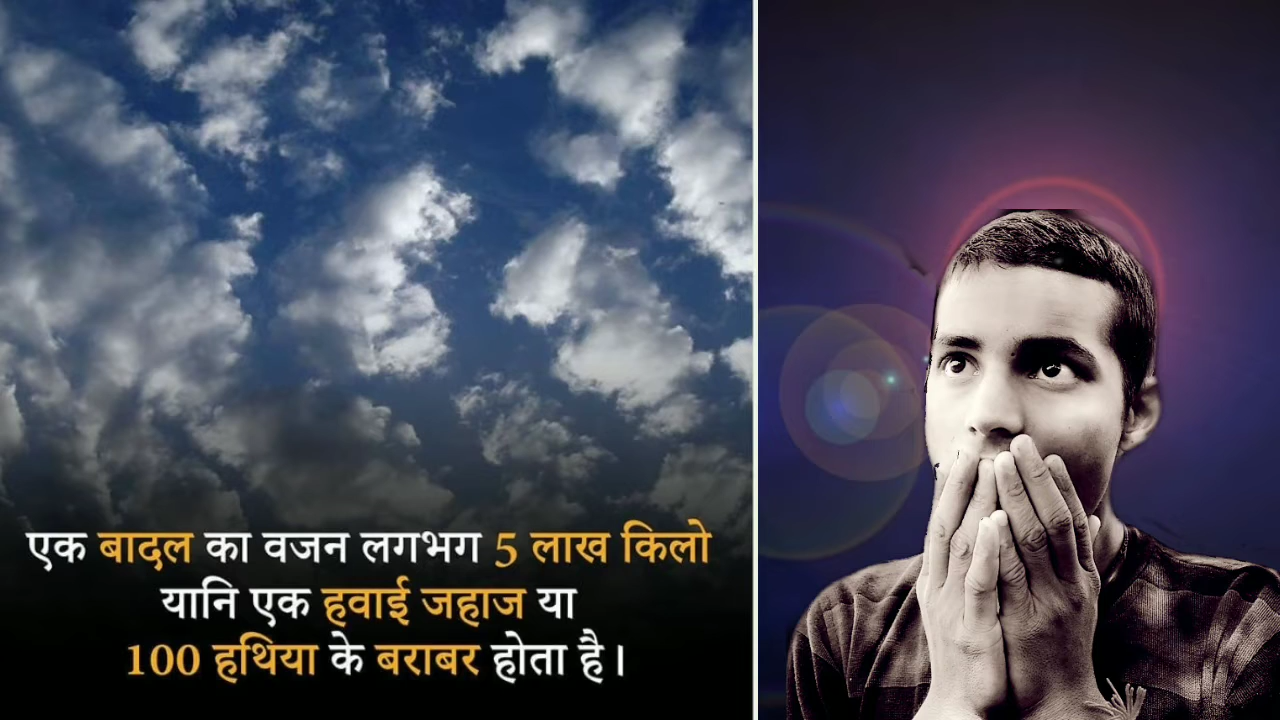 एक बादल का वजन लगभग 5 लाख किलो
यानि एक हवाई जहाज या
100 हथिया के बराबर होता है।